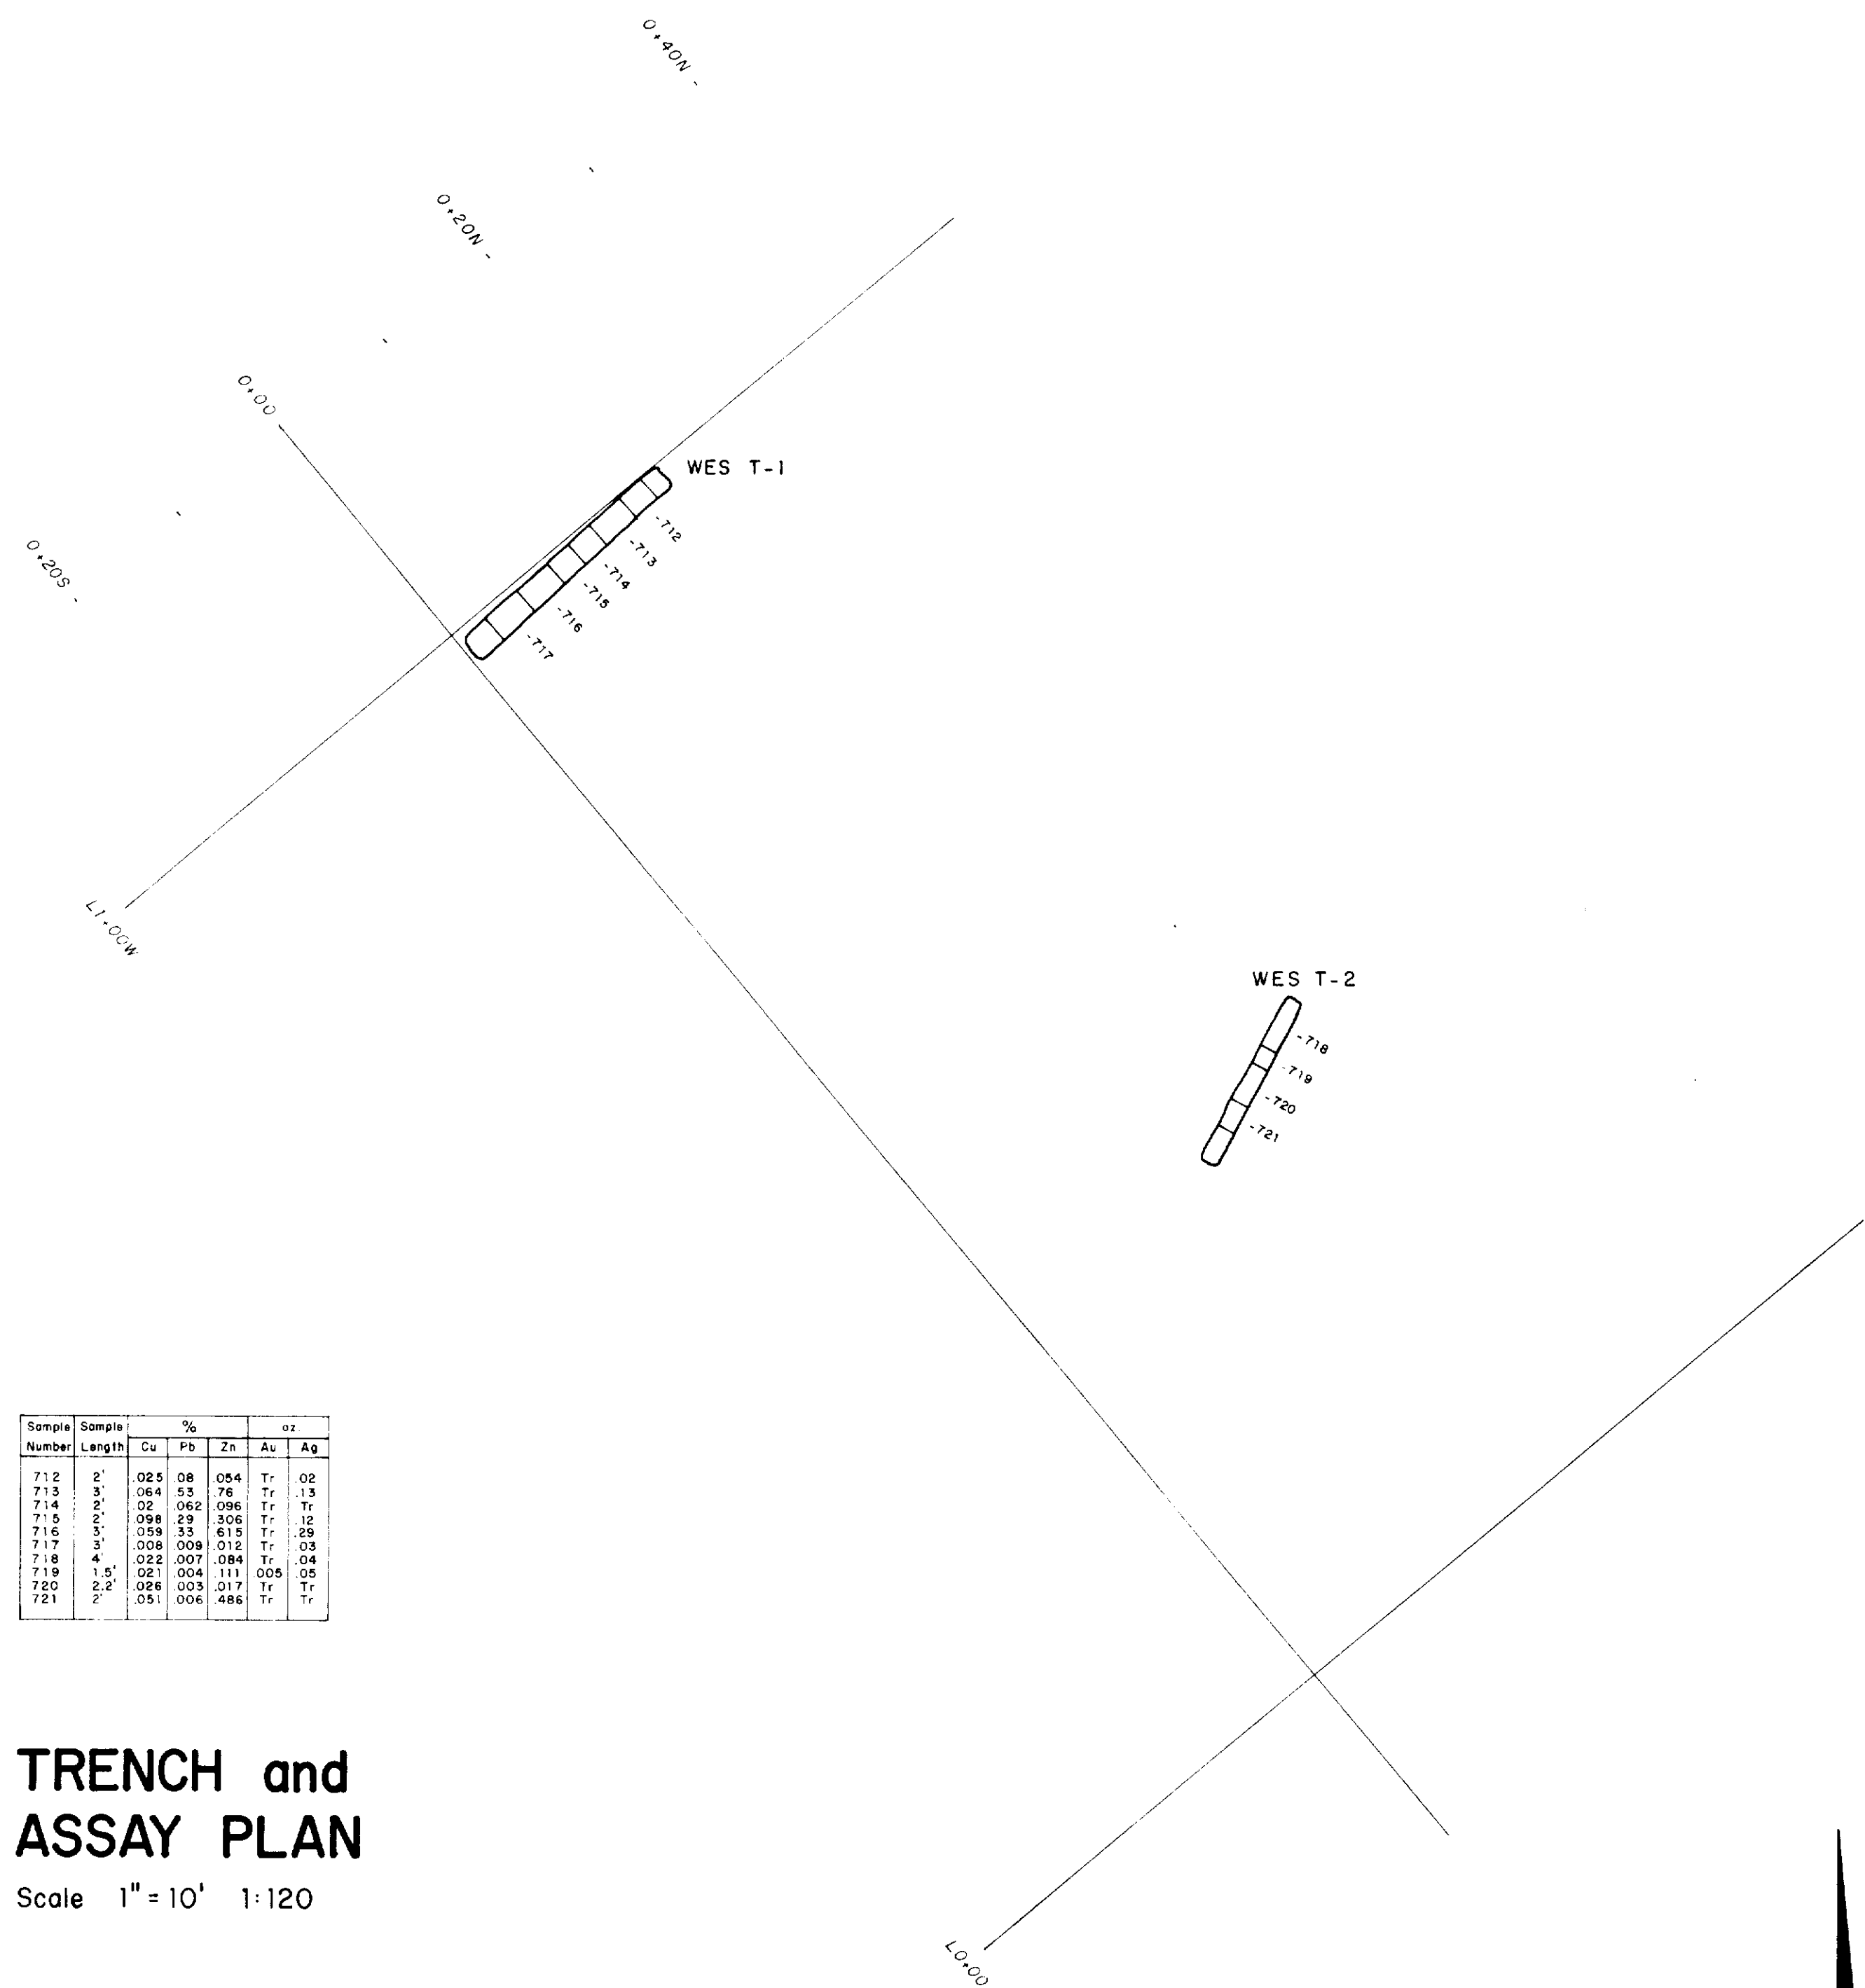 0+40N -
0+20N -
0+00
0+20S -
WES T-1
-712
-713
-714
-715
-716
-717
L1+00W
WES T-2
-718
-719
-720
-721
Sample Number Sample Length % oz.
Cu Pb Zn Au Ag
712 2' .025 .08 .054 Tr .02
713 3' .064 .53 .76 Tr .13
714 2' .02 .062 .096 Tr Tr
715 2' .098 .29 .306 Tr .12
716 3' .059 .33 .615 Tr .29
717 3' .008 .009 .012 Tr .03
718 4' .022 .007 .084 Tr .04
719 1.5' .021 .004 .111 .005 .05
720 2.2' .026 .003 .017 Tr Tr
721 2' .051 .006 .486 Tr Tr
TRENCH and
ASSAY PLAN
Scale 1" = 10' 1:120
L0+00